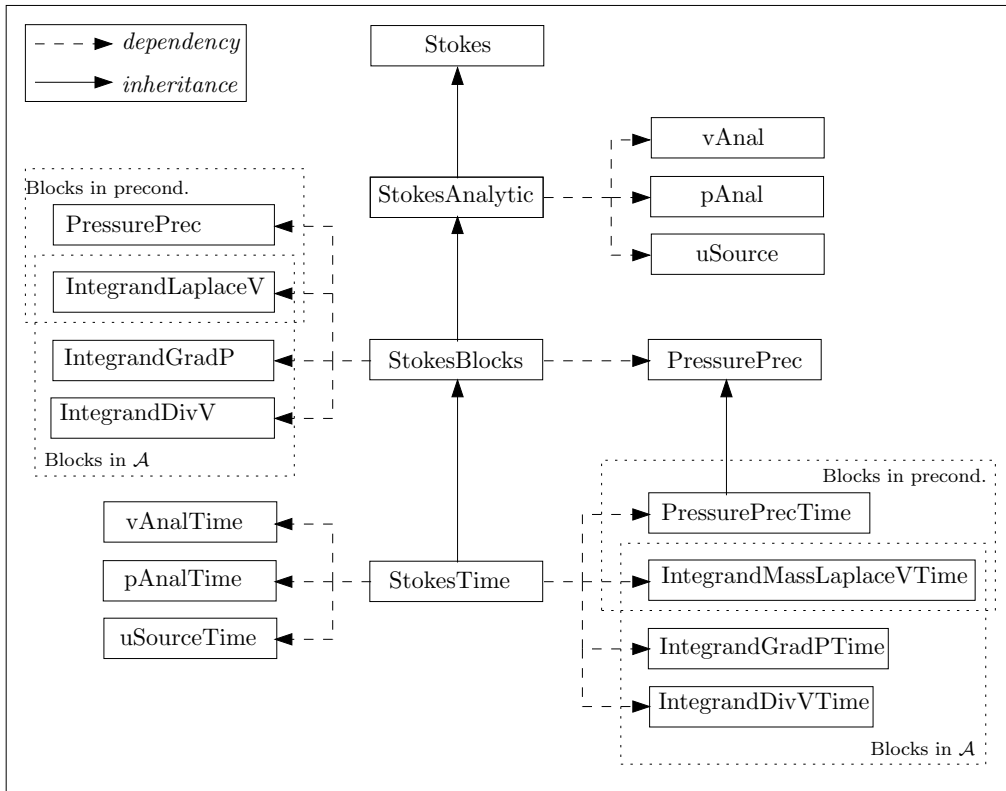 dependency
inheritance
Stokes
StokesAnalytic
vAnal
pAnal
uSource
Blocks in precond.
PressurePrec
IntegrandLaplaceV
IntegrandGradP
IntegrandDivV
Blocks in 𝒜
StokesBlocks
PressurePrec
vAnalTime
pAnalTime
uSourceTime
StokesTime
Blocks in precond.
PressurePrecTime
IntegrandMassLaplaceVTime
IntegrandGradPTime
IntegrandDivVTime
Blocks in 𝒜